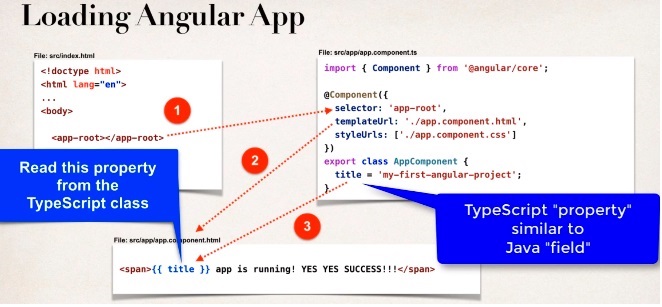 Loading Angular App
File: src/index.html
<!doctype html>
<html lang="en">
...
<body>
<app-root></app-root>
File: src/app/app.component.ts
import { Component } from '@angular/core';
@Component({
selector: 'app-root',
templateUrl: './app.component.html',
styleUrls: ['./app.component.css']
})
export class AppComponent {
title = 'my-first-angular-project';
}
1
2
3
Read this property
from the
TypeScript class
TypeScript "property"
similar to
Java "field"
File: src/app/app.component.html
<span>{{ title }} app is running! YES YES SUCCESS!!!</span>